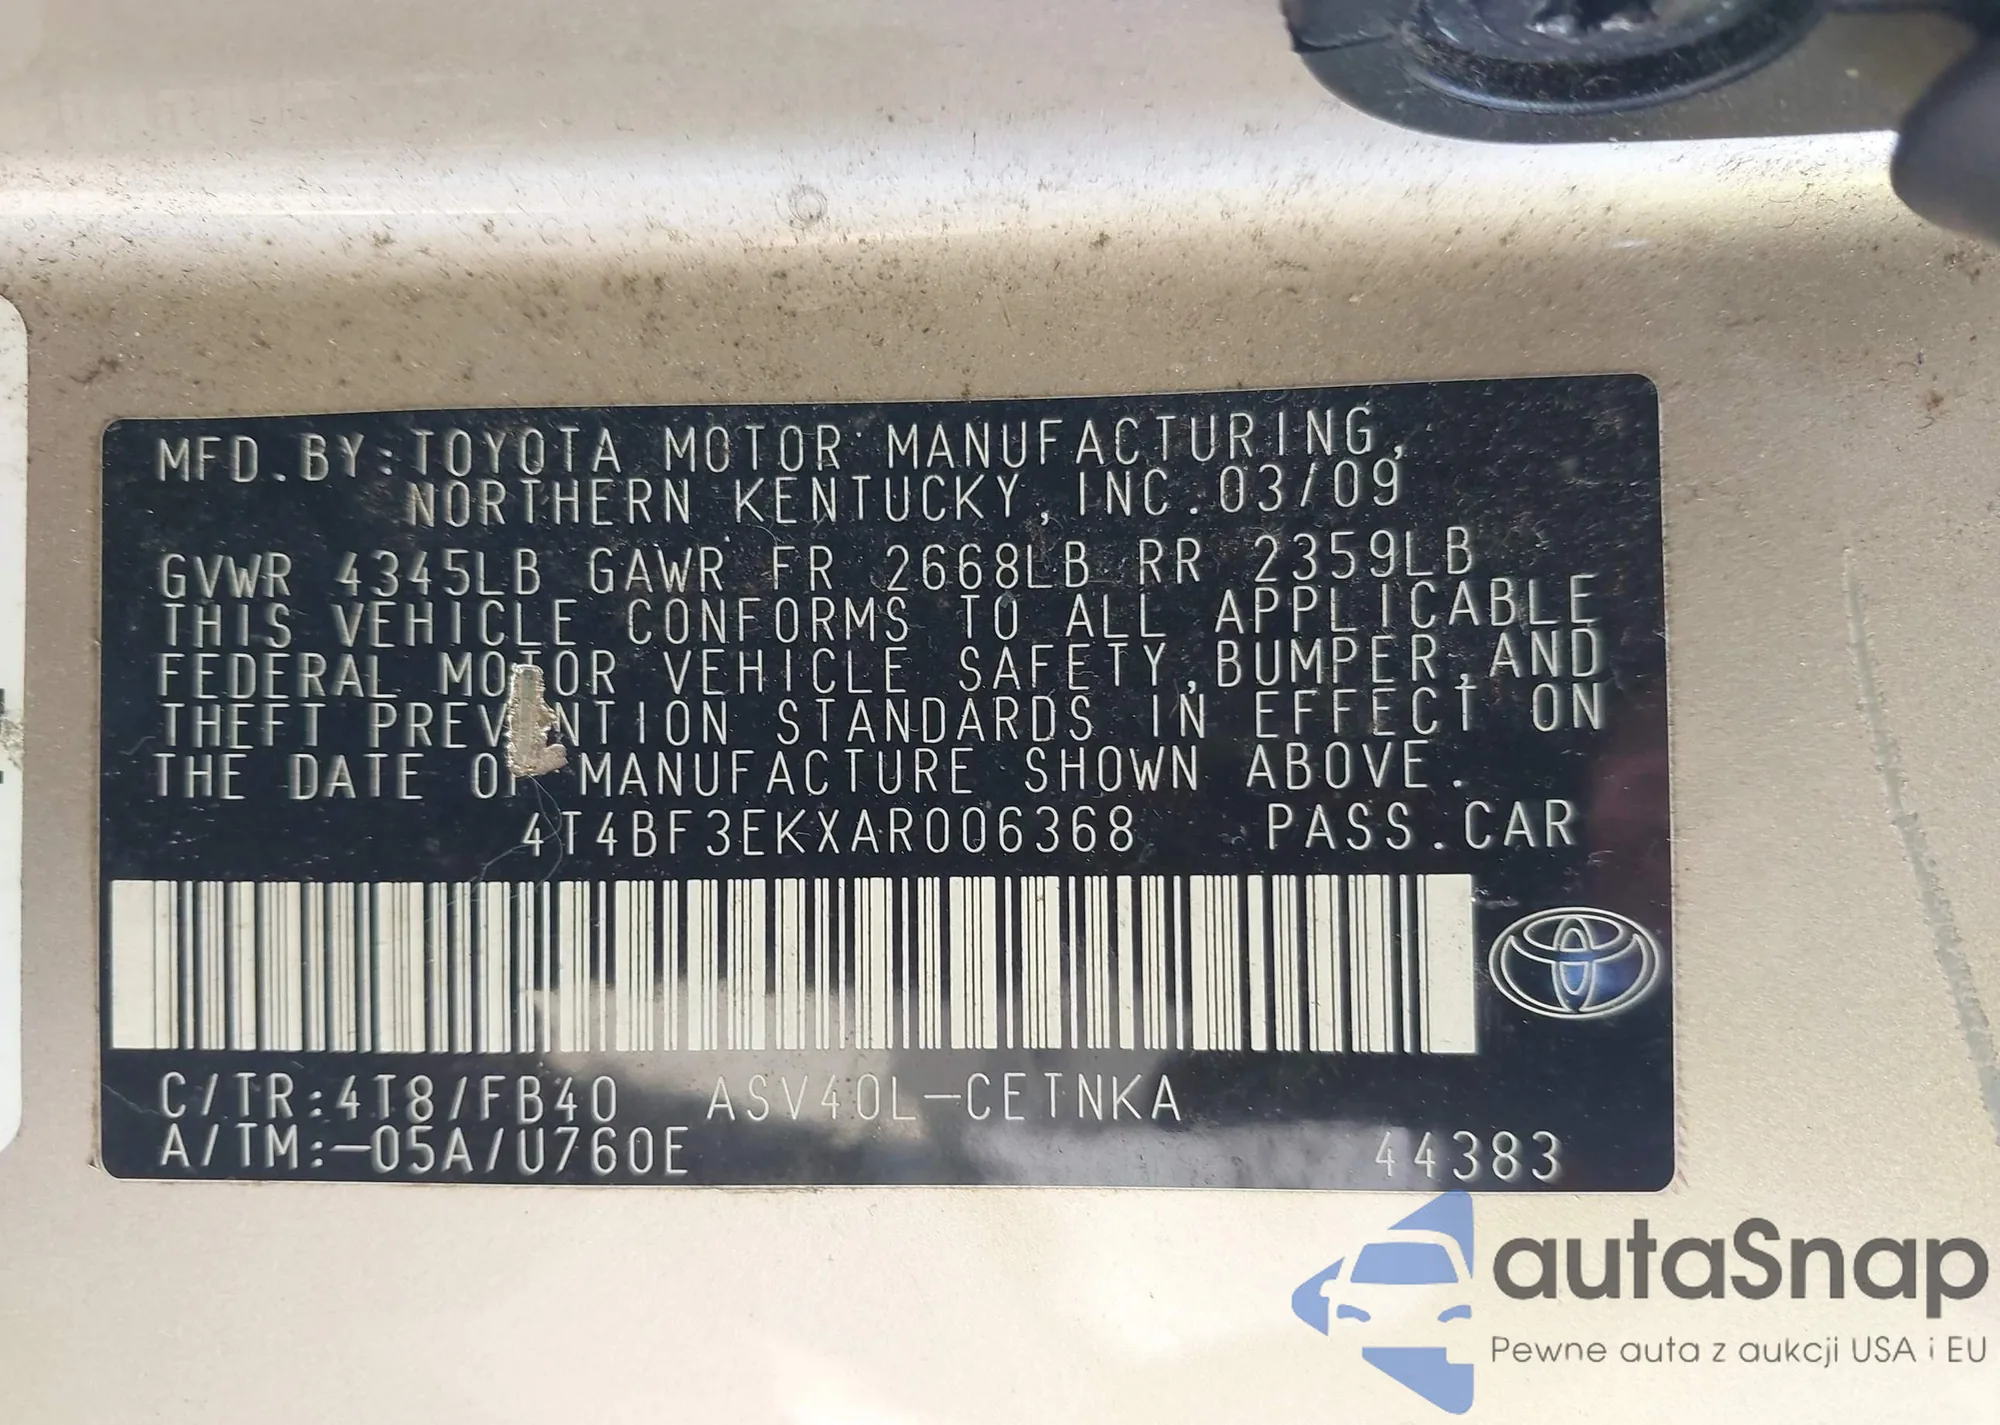 MFD.BY:TOYOTA MOTOR MANUFACTURING,
NORTHERN KENTUCKY, INC.03/09
GVWR 4345LB GAWR FR 2668LB RR 2359LB
THIS VEHICLE CONFORMS TO ALL APPLICABLE
FEDERAL MOTOR VEHICLE SAFETY,BUMPER,AND
THEFT PREVENTION STANDARDS IN EFFECT ON
THE DATE OF MANUFACTURE SHOWN ABOVE.
4T4BF3EKXAR006368 PASS.CAR
C/TR:4T8/FB40 ASV40L-CETNKA
A/TM:-05A/U760E 44383
autaSnap
Pewne auta z aukcji USA i EU